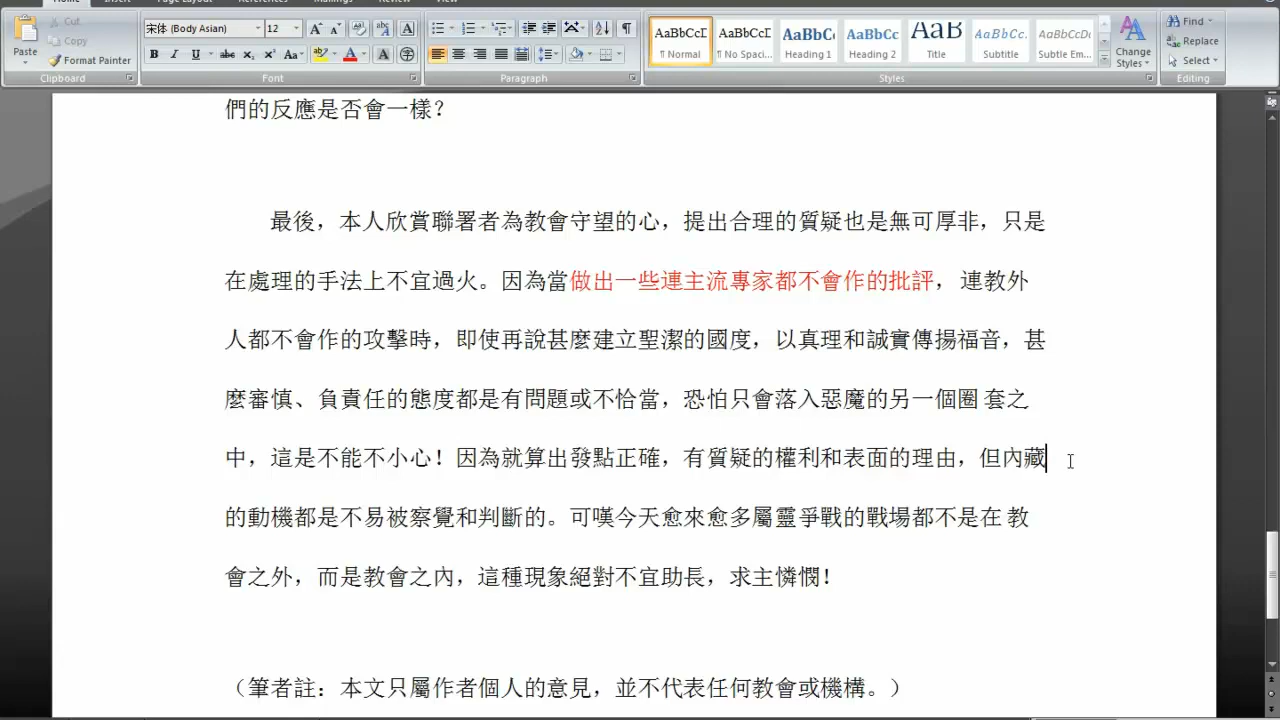 Home Insert Page Layout References Mailings Review View
Cut
Copy
Format Painter
Paste
Clipboard
宋体 (Body Asian) 12
Font
Paragraph
AaBbCcD AaBbCcD AaBbCc AaBbCc AaB AaBbCc. AaBbCcDd
¶ Normal ¶ No Spaci... Heading 1 Heading 2 Title Subtitle Subtle Em...
Change Styles
Styles
Find
Replace
Select
Editing
們的反應是否會一樣？
最後，本人欣賞聯署者為教會守望的心，提出合理的質疑也是無可厚非，只是
在處理的手法上不宜過火。因為當做出一些連主流專家都不會作的批評， 連教外
人都不會作的攻擊時，即使再說甚麼建立聖潔的國度，以真理和誠實傳揚福音，甚
麼審慎、負責任的態度都是有問題或不恰當，恐怕只會落入惡魔的另一個圈 套之
中，這是不能不小心！因為就算出發點正確，有質疑的權利和表面的理由，但內藏
的動機都是不易被察覺和判斷的。可嘆今天愈來愈多屬靈爭戰的戰場都不是在 教
會之外，而是教會之內，這種現象絕對不宜助長，求主憐憫！
（筆者註：本文只屬作者個人的意見，並不代表任何教會或機構。）